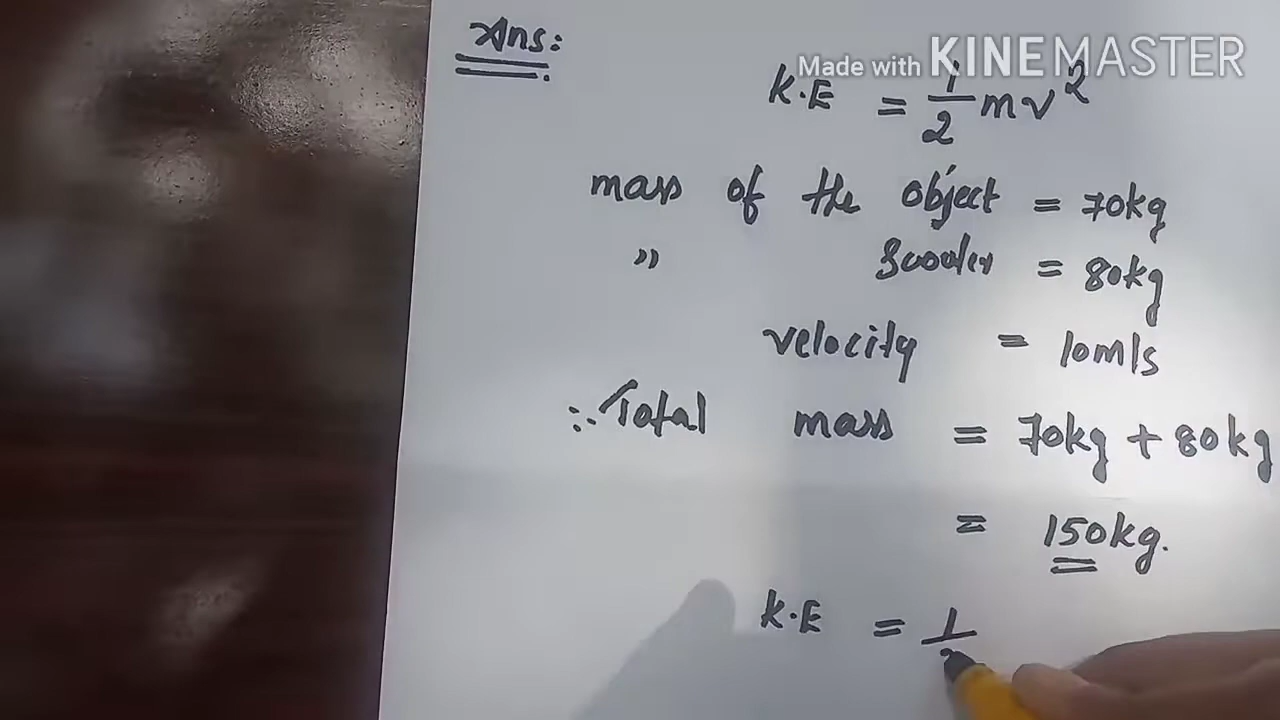 Ans:
Made with KINEMASTER
K.E = 1/2 mv²
mass of the object = 70kg
" Scooter = 80kg
velocity = 10m/s
∴ Total mass = 70kg + 80kg
= 150kg.
K.E = 1/2